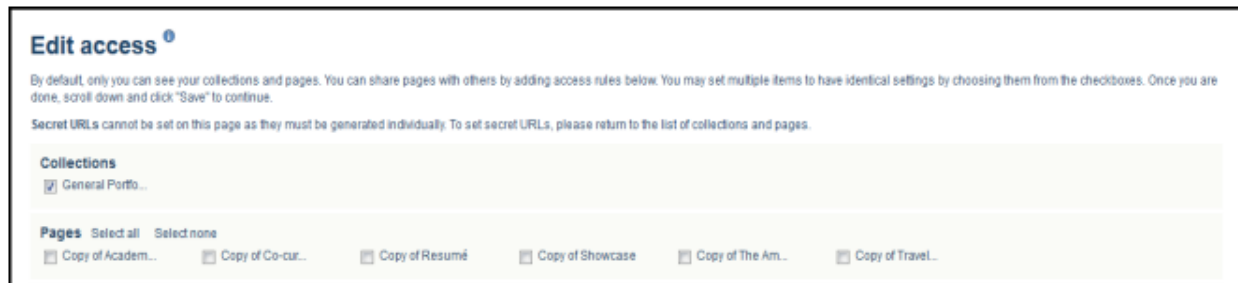 Edit access
By default, only you can see your collections and pages. You can share pages with others by adding access rules below. You may set multiple items to have identical settings by choosing them from the checkboxes. Once you are
done, scroll down and click "Save" to continue.
Secret URLs cannot be set on this page as they must be generated individually. To set secret URLs, please return to the list of collections and pages.
Collections
General Portfo...
Pages Select all Select none
Copy of Academ... Copy of Co-cur... Copy of Resumé Copy of Showcase Copy of The Am... Copy of Travel...